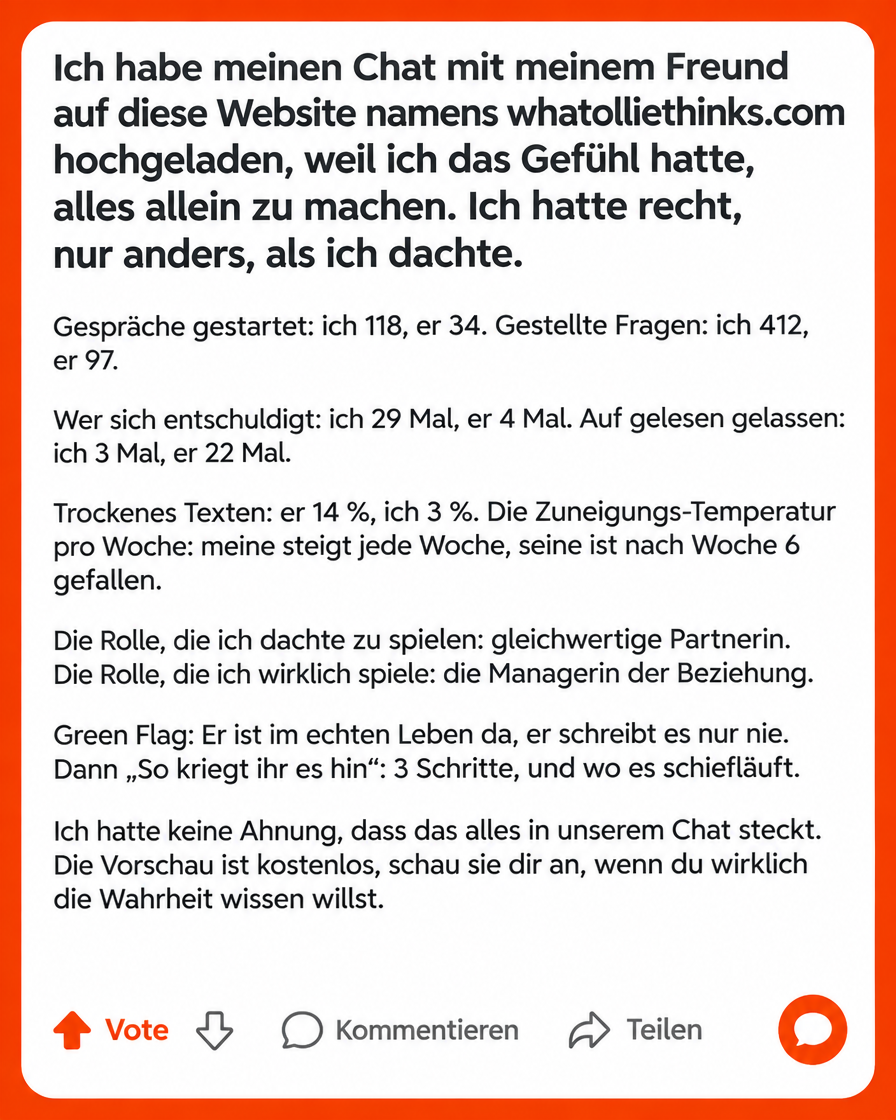 Ich habe meinen Chat mit meinem Freund
auf diese Website namens whatolliethinks.com
hochgeladen, weil ich das Gefühl hatte,
alles allein zu machen. Ich hatte recht,
nur anders, als ich dachte.
Gespräche gestartet: ich 118, er 34. Gestellte Fragen: ich 412,
er 97.
Wer sich entschuldigt: ich 29 Mal, er 4 Mal. Auf gelesen gelassen:
ich 3 Mal, er 22 Mal.
Trockenes Texten: er 14 %, ich 3 %. Die Zuneigungs-Temperatur
pro Woche: meine steigt jede Woche, seine ist nach Woche 6
gefallen.
Die Rolle, die ich dachte zu spielen: gleichwertige Partnerin.
Die Rolle, die ich wirklich spiele: die Managerin der Beziehung.
Green Flag: Er ist im echten Leben da, er schreibt es nur nie.
Dann „So kriegt ihr es hin“: 3 Schritte, und wo es schiefläuft.
Ich hatte keine Ahnung, dass das alles in unserem Chat steckt.
Die Vorschau ist kostenlos, schau sie dir an, wenn du wirklich
die Wahrheit wissen willst.
Vote Kommentieren Teilen